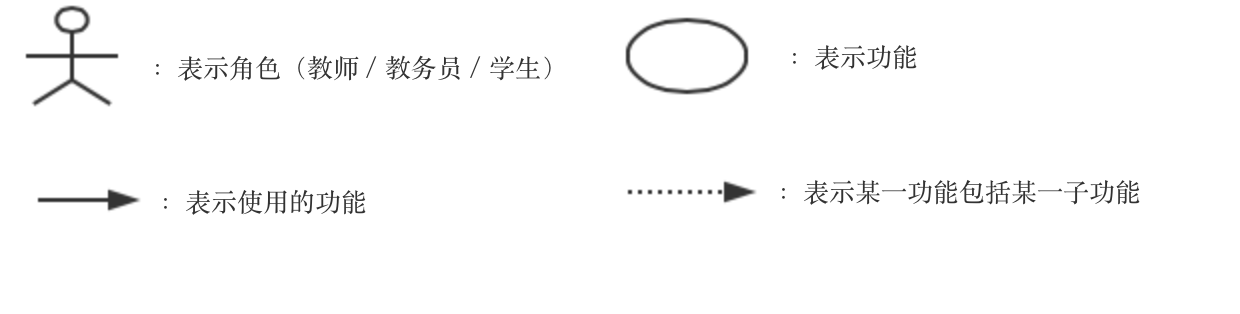 ：表示角色（教师 / 教务员 / 学生）
：表示功能
：表示使用的功能
：表示某一功能包括某一子功能